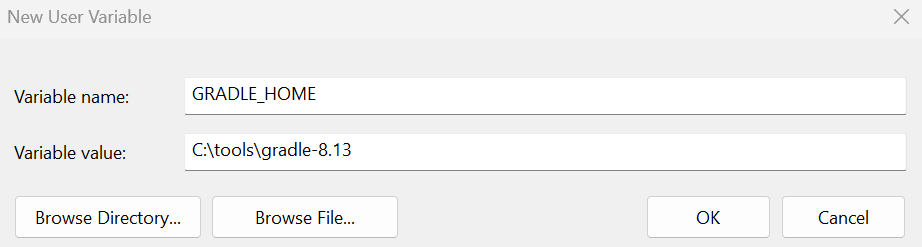 New User Variable
Variable name:
GRADLE_HOME
Variable value:
C:\tools\gradle-8.13
Browse Directory...
Browse File...
OK
Cancel